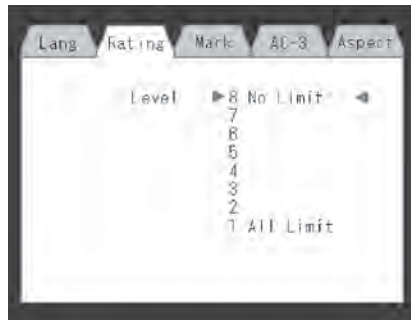 Lang Rating Mark AC-3 Aspect
Level ▶8 No Limit ◀
7
6
5
4
3
2
1 All Limit